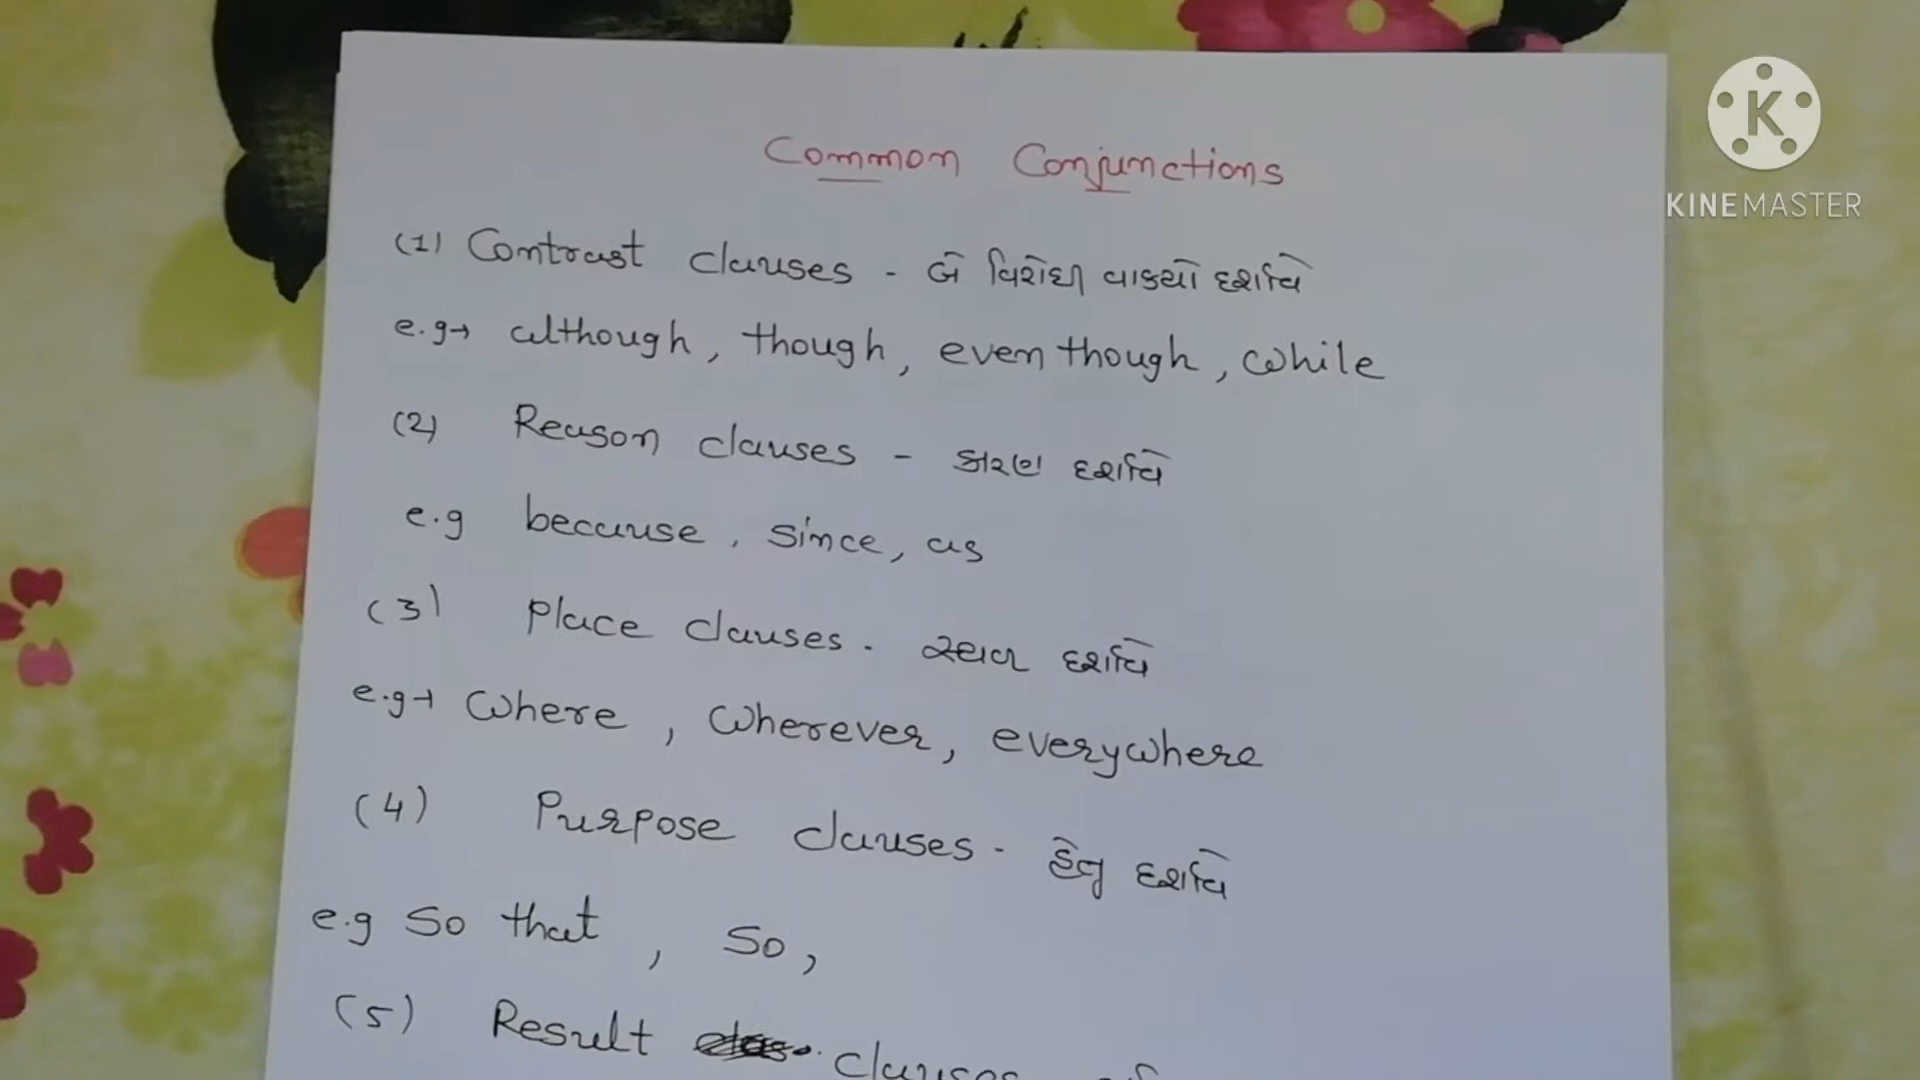 Common Conjunctions
(1) Contrast clauses - બે વિરોધી વાક્યો દર્શાવે
e.g→ although, though, even though, while
(2) Reason clauses - કારણ દર્શાવે
e.g because, since, as
(3) place clauses - સ્થળ દર્શાવે
e.g→ where, wherever, everywhere
(4) Purpose clauses - હેતુ દર્શાવે
e.g so that, so,
(5) Result clauses
KINEMASTER